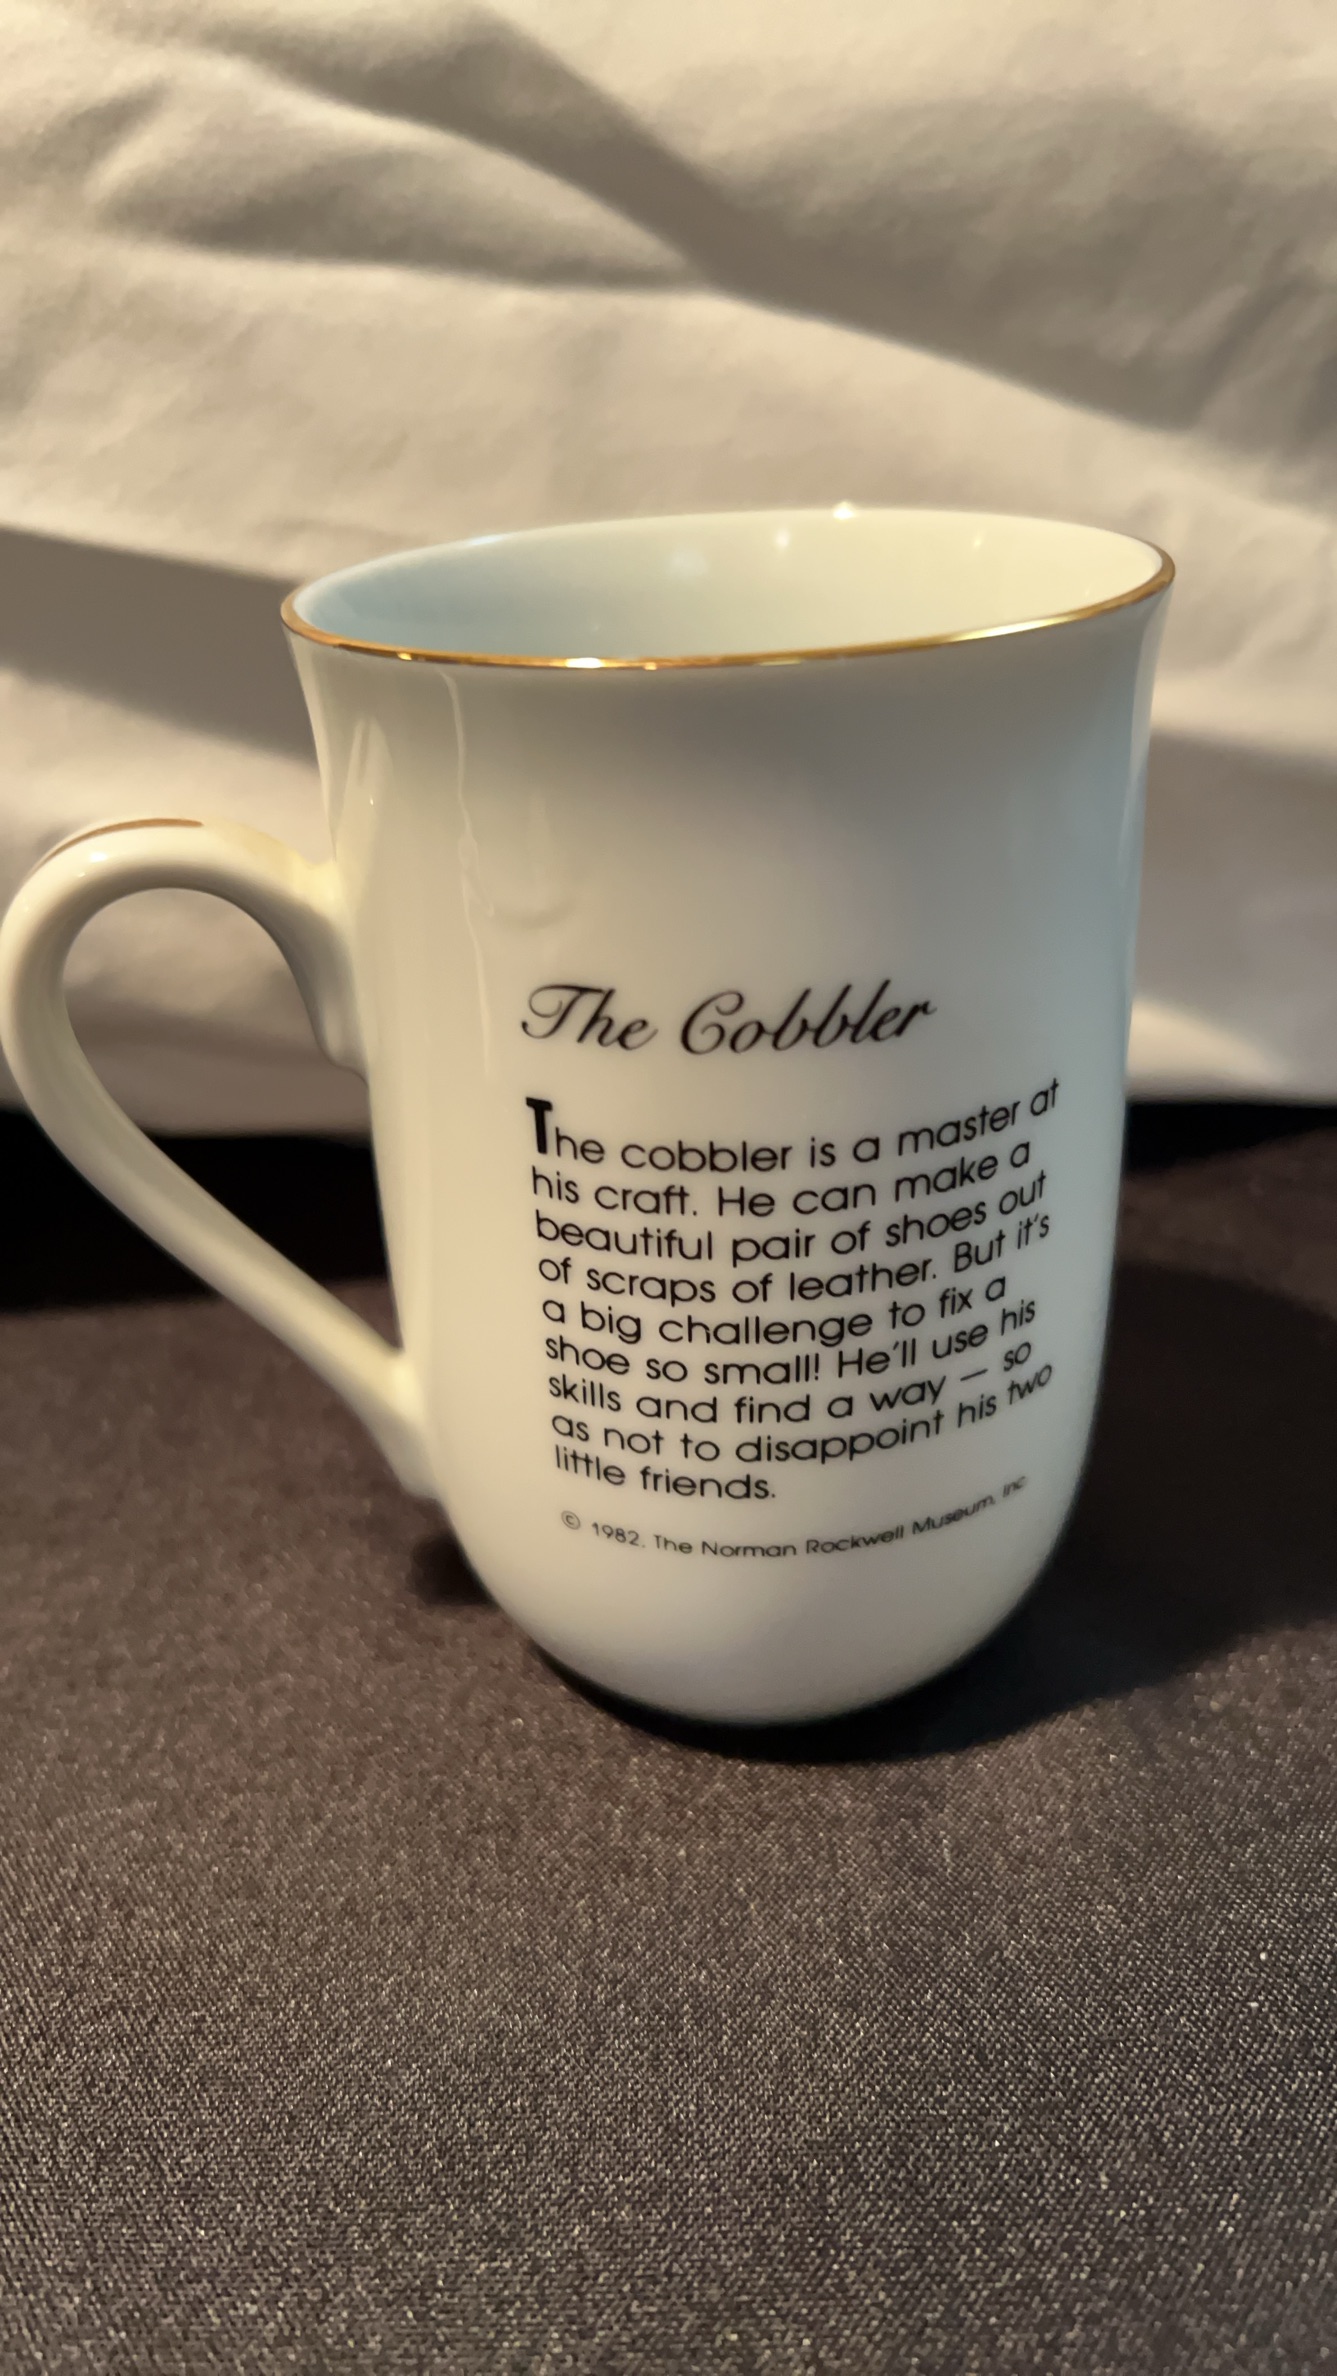 The Cobbler
The cobbler is a master at
his craft. He can make a
beautiful pair of shoes out
of scraps of leather. But it's
a big challenge to fix a
shoe so small! He'll use his
skills and find a way — so
as not to disappoint his two
little friends.
© 1982. The Norman Rockwell Museum, Inc